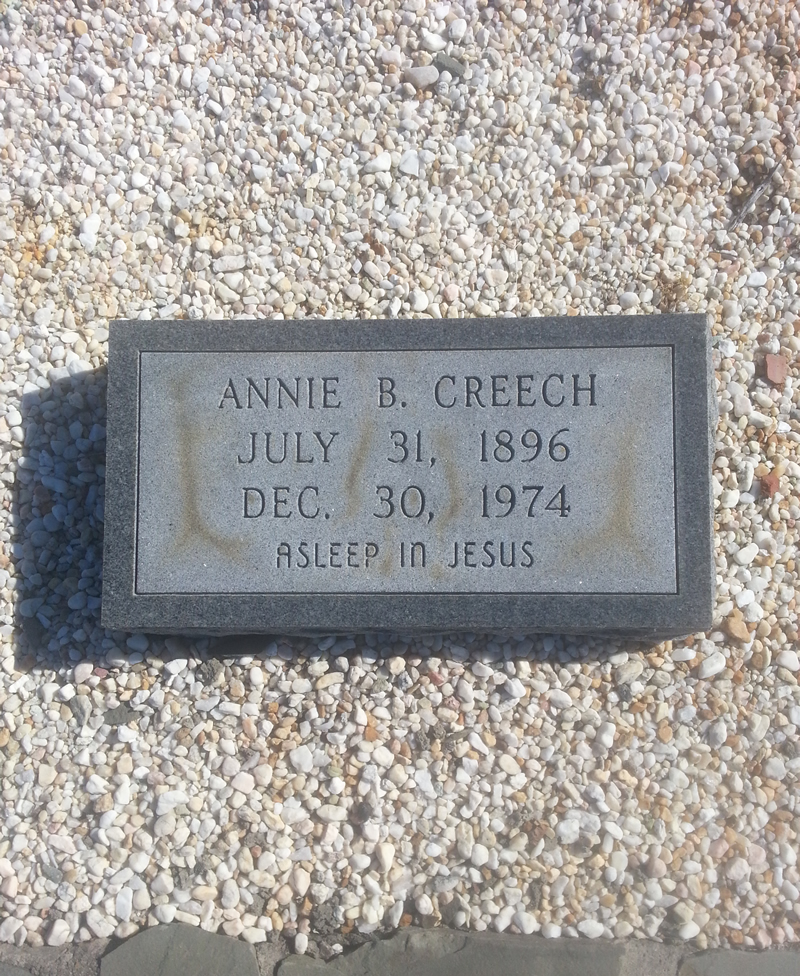 ANNIE B. CREECH
JULY 31, 1896
DEC. 30, 1974
ASLEEP IN JESUS